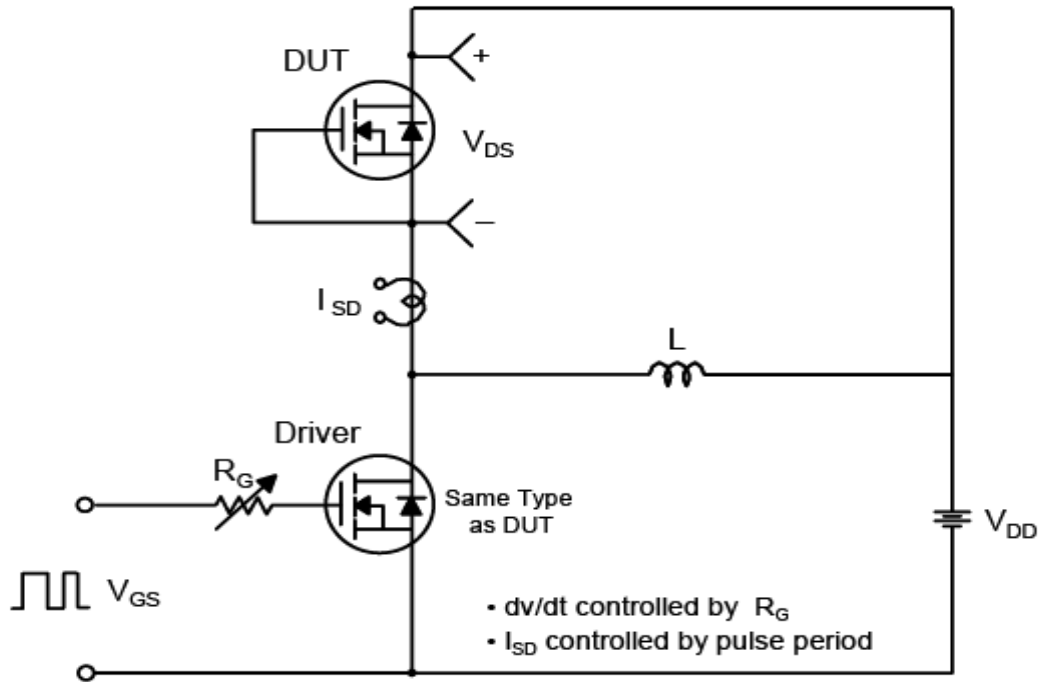 +
DUT
VDS
−
I SD
L
Driver
RG
Same Type
as DUT
VDD
VGS
• dv/dt controlled by RG
• ISD controlled by pulse period